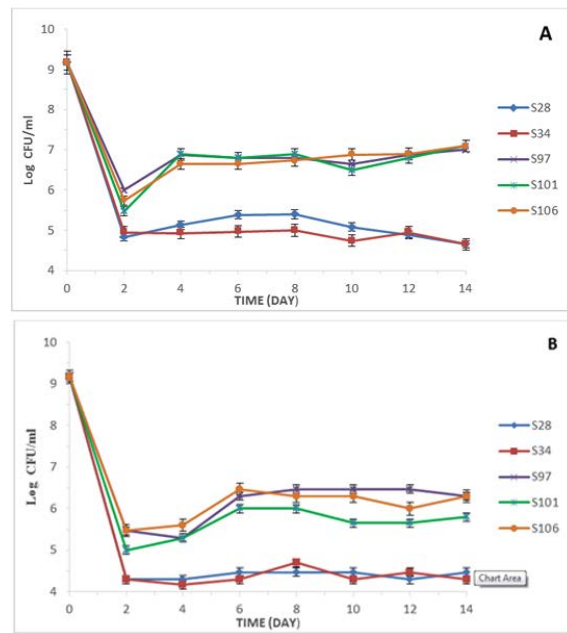 A
10
9
8
7
6
5
4
Log CFU/ml
0 2 4 6 8 10 12 14
TIME (DAY)
S28
S34
S97
S101
S106
B
10
9
8
7
6
5
4
Log CFU/ml
0 2 4 6 8 10 12 14
TIME (DAY)
S28
S34
S97
S101
S106
Chart Area